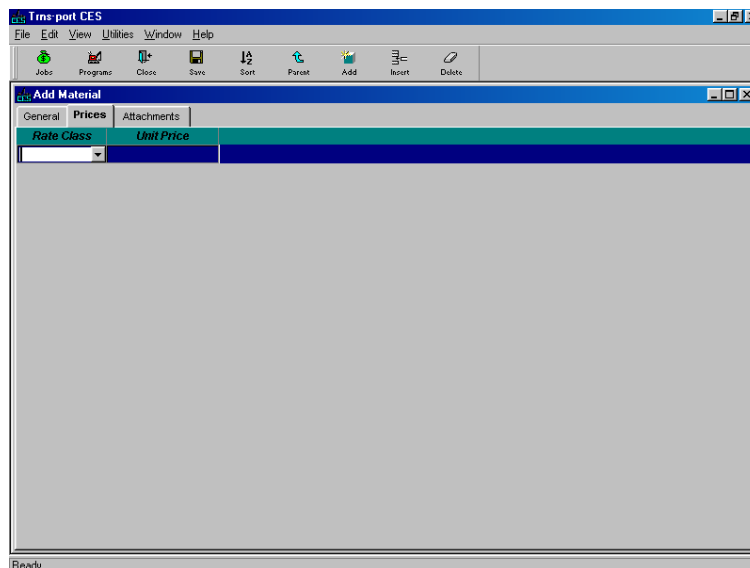 Trns·port CES
File Edit View Utilities Window Help
Jobs Programs Close Save Sort Parent Add Insert Delete
Add Material
General Prices Attachments
Rate Class Unit Price
Ready